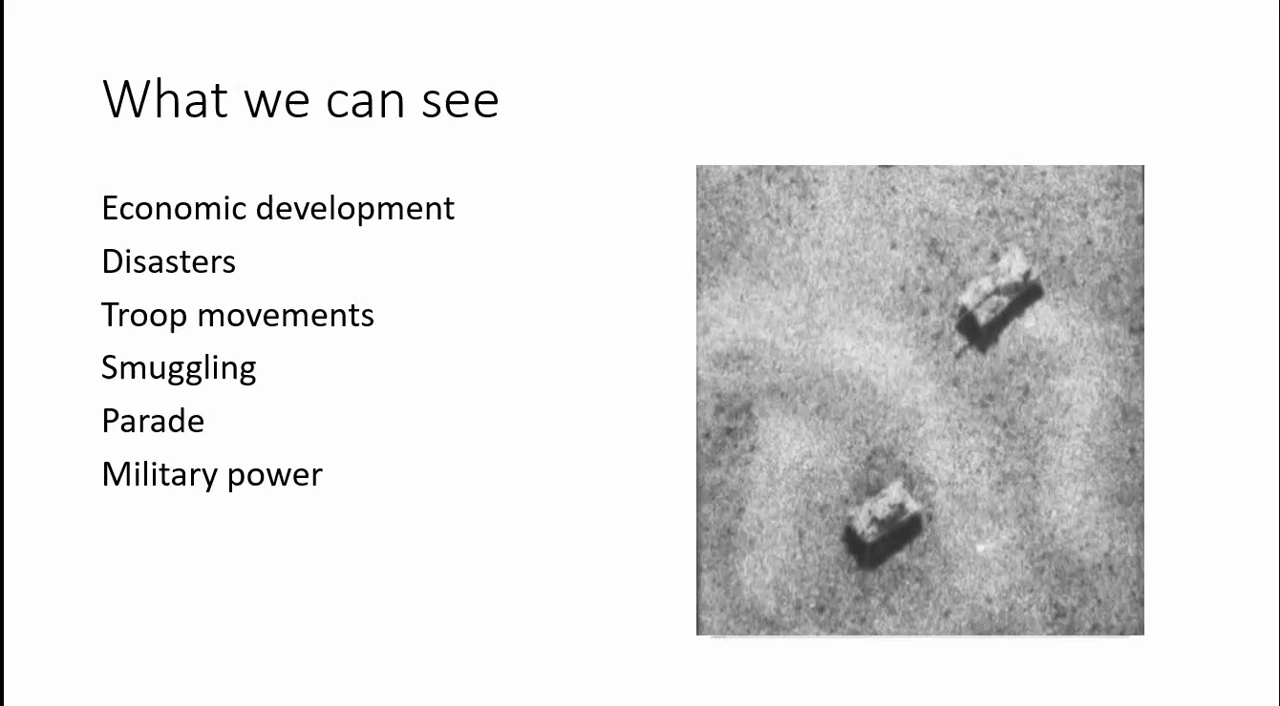 What we can see
Economic development
Disasters
Troop movements
Smuggling
Parade
Military power